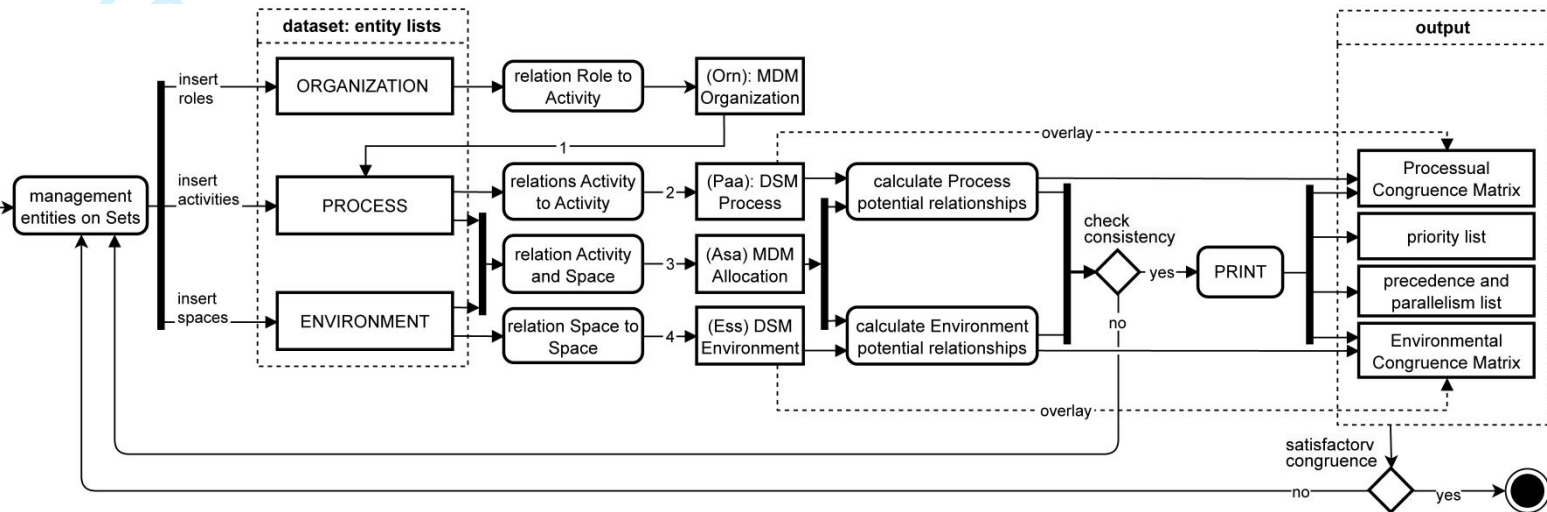 dataset: entity lists
output
insert
roles
ORGANIZATION
relation Role to
Activity
(Orn): MDM
Organization
overlay
1
management
entities on Sets
insert
activities
PROCESS
relations Activity
to Activity
2
(Paa): DSM
Process
calculate Process
potential relationships
Processual
Congruence Matrix
check
consistency
priority list
relation Activity
and Space
3
(Asa) MDM
Allocation
yes
PRINT
precedence and
parallelism list
insert
spaces
ENVIRONMENT
relation Space to
Space
4
(Ess) DSM
Environment
calculate Environment
potential relationships
no
Environmental
Congruence Matrix
overlay
satisfactory
congruence
no
yes